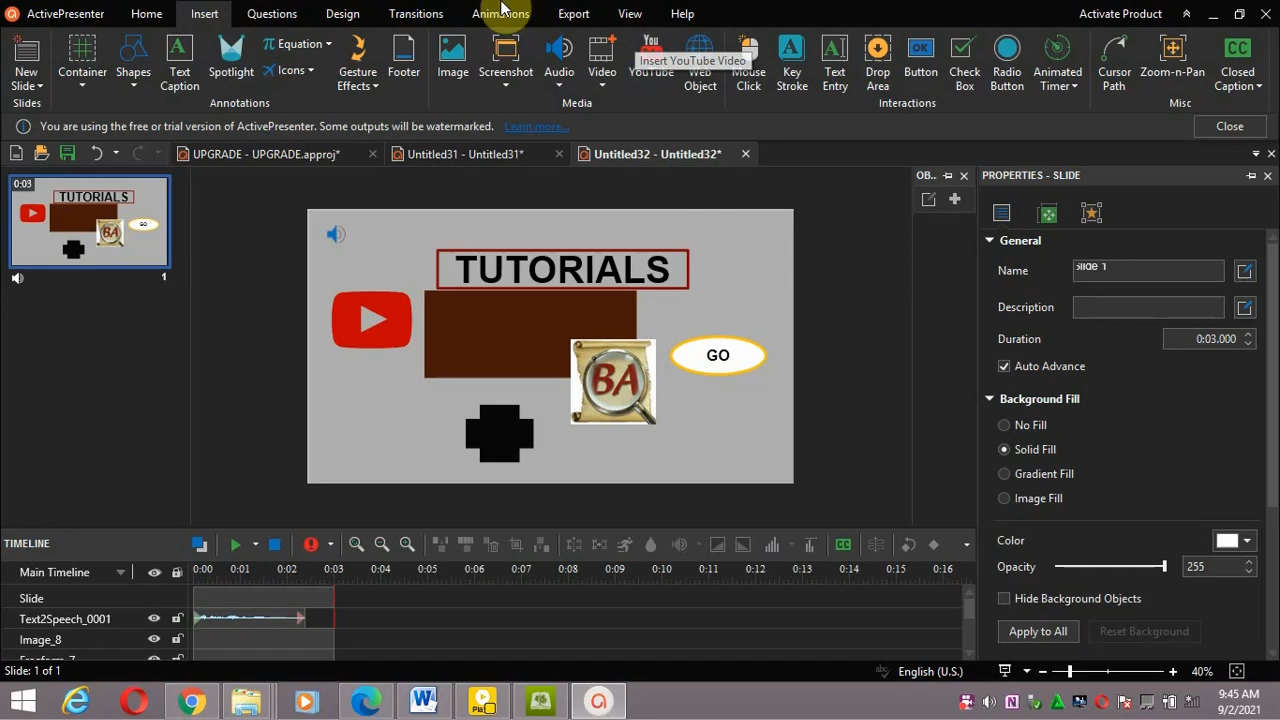 ActivePresenter Home Insert Questions Design Transitions Animations Export View Help Activate Product
New Slide Container Shapes Text Caption Spotlight Equation Icons Gesture Effects Footer Image Screenshot Audio Video YouTube Web Object Mouse Click Key Stroke Text Entry Drop Area Button Check Box Radio Button Animated Timer Cursor Path Zoom-n-Pan Closed Caption
Insert YouTube Video
Slides Annotations Media Interactions Misc
You are using the free or trial version of ActivePresenter. Some outputs will be watermarked. Learn more... Close
UPGRADE - UPGRADE.approj* Untitled31 - Untitled31* Untitled32 - Untitled32*
0:03
TUTORIALS
BA
GO
1
TUTORIALS
BA
GO
OB...
PROPERTIES - SLIDE
General
Name Slide 1
Description
Duration 0:03.000
Auto Advance
Background Fill
No Fill
Solid Fill
Gradient Fill
Image Fill
Color
Opacity 255
Hide Background Objects
Apply to All Reset Background
TIMELINE
Main Timeline 0:00 0:01 0:02 0:03 0:04 0:05 0:06 0:07 0:08 0:09 0:10 0:11 0:12 0:13 0:14 0:15 0:16
Slide
Text2Speech_0001
Image_8
Freeform_7
Slide: 1 of 1 English (U.S.) 40%
9:45 AM
9/2/2021